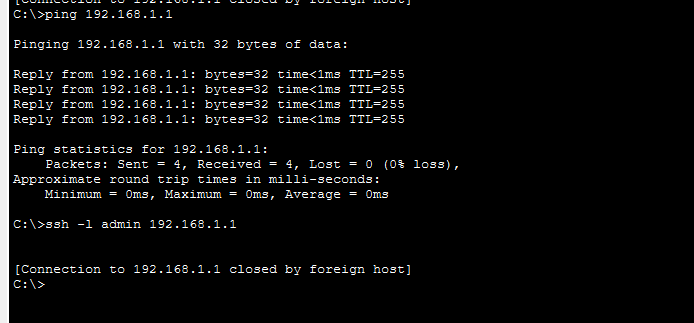 [Connection to 192.168.1.1 closed by foreign host]
C:\>ping 192.168.1.1
Pinging 192.168.1.1 with 32 bytes of data:
Reply from 192.168.1.1: bytes=32 time<1ms TTL=255
Reply from 192.168.1.1: bytes=32 time<1ms TTL=255
Reply from 192.168.1.1: bytes=32 time<1ms TTL=255
Reply from 192.168.1.1: bytes=32 time<1ms TTL=255
Ping statistics for 192.168.1.1:
    Packets: Sent = 4, Received = 4, Lost = 0 (0% loss),
Approximate round trip times in milli-seconds:
    Minimum = 0ms, Maximum = 0ms, Average = 0ms
C:\>ssh -l admin 192.168.1.1
[Connection to 192.168.1.1 closed by foreign host]
C:\>